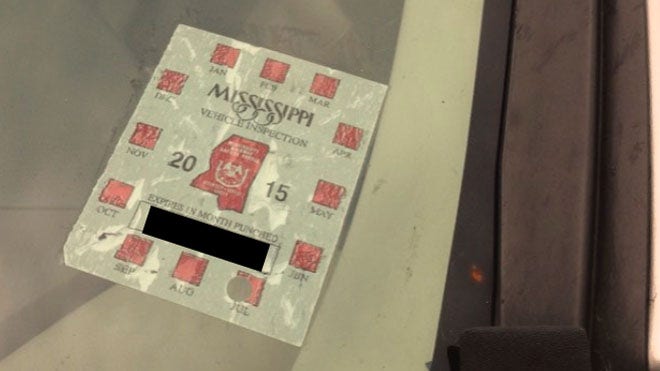 JAN
FEB
MAR
DEC
MISSISSIPPI
VEHICLE INSPECTION
APR
NOV
20 15
MAY
OCT
EXPIRES IN MONTH PUNCHED
JUN
SEP
AUG
JUL